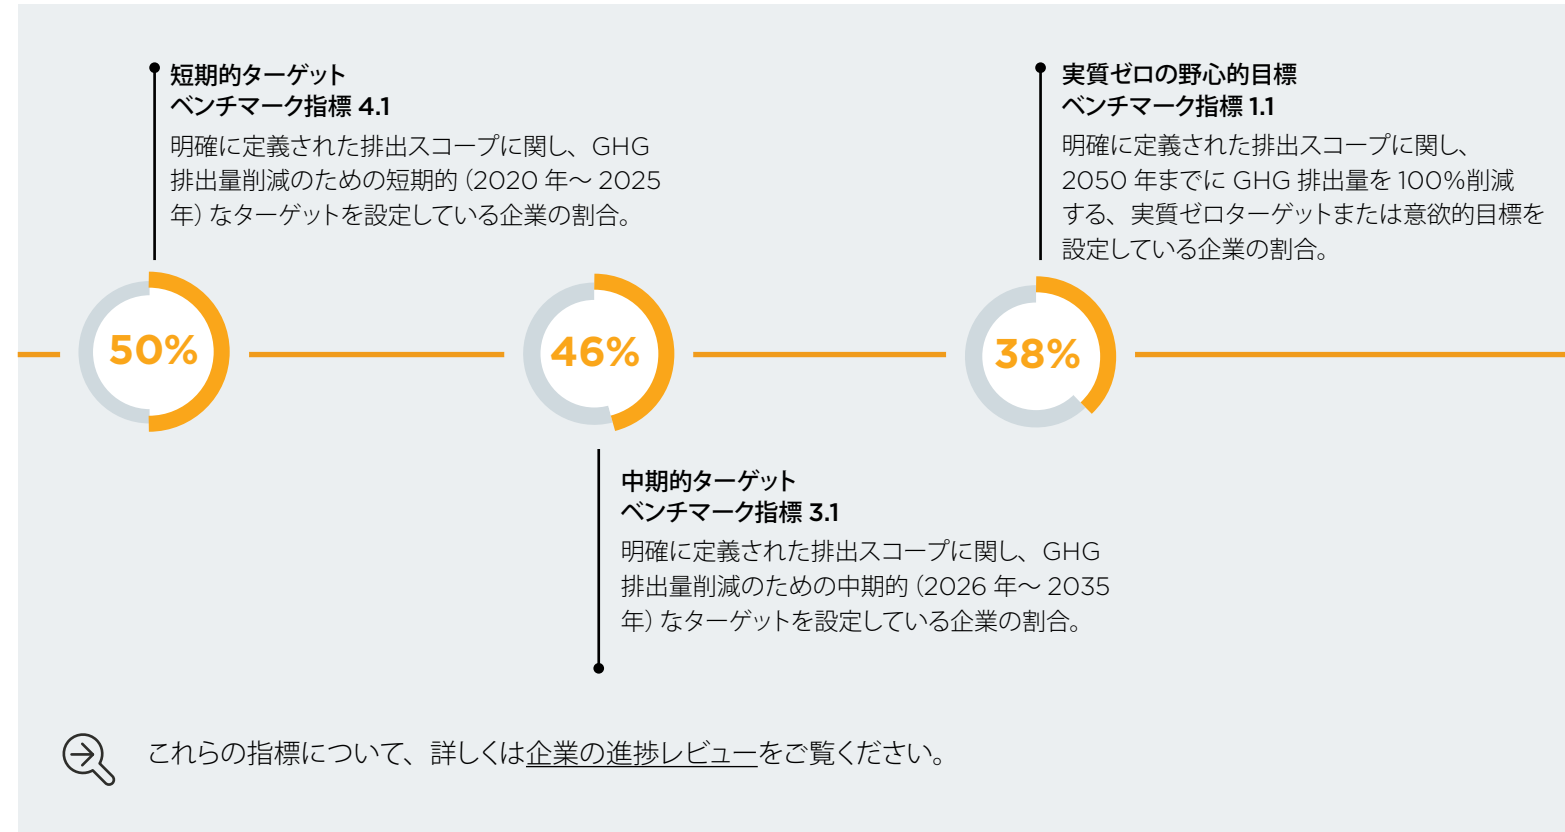 短期的ターゲット
ベンチマーク指標 4.1
明確に定義された排出スコープに関し、GHG
排出量削減のための短期的（2020 年～ 2025
年）なターゲットを設定している企業の割合。
実質ゼロの野心的目標
ベンチマーク指標 1.1
明確に定義された排出スコープに関し、
2050 年までに GHG 排出量を 100％削減
する、実質ゼロターゲットまたは意欲的目標を
設定している企業の割合。
50%
46%
38%
中期的ターゲット
ベンチマーク指標 3.1
明確に定義された排出スコープに関し、GHG
排出量削減のための中期的（2026 年～ 2035
年）なターゲットを設定している企業の割合。
これらの指標について、詳しくは企業の進捗レビューをご覧ください。